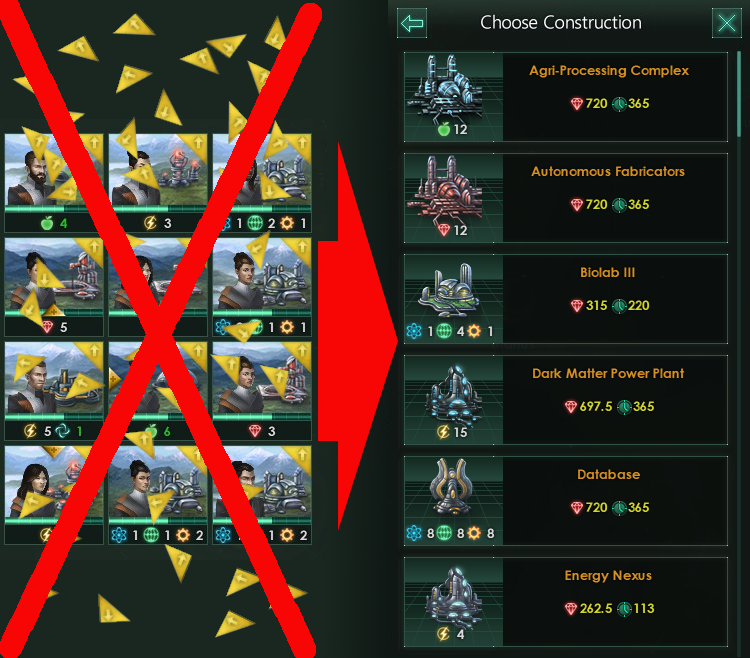 Choose Construction
Agri-Processing Complex
720 365
12
Autonomous Fabricators
720 365
12
Biolab III
315 220
1 4 1
Dark Matter Power Plant
697.5 365
15
Database
720 365
8 8 8
Energy Nexus
262.5 113
4
4 3 1 2 1
5 1 1
5 1 6 3
1 1 2 1 2